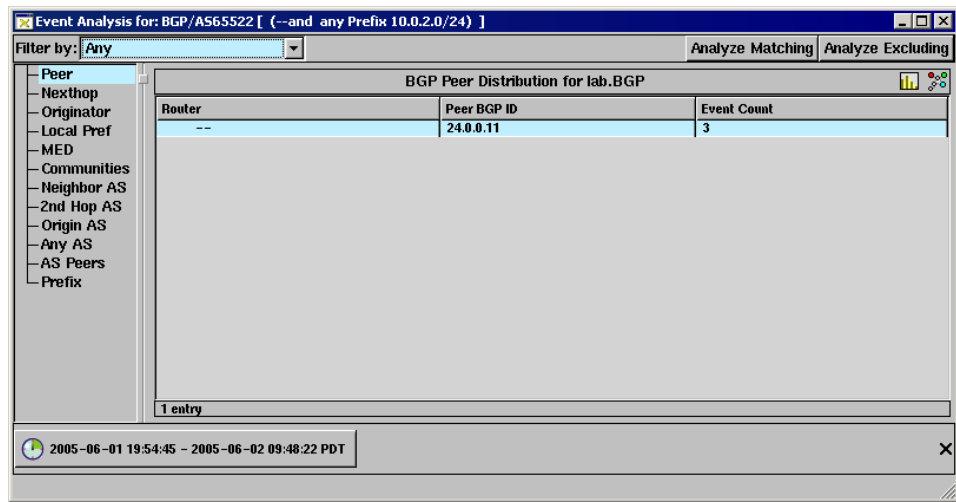 Event Analysis for: BGP/AS65522 [ (--and any Prefix 10.0.2.0/24) ]
Filter by: Any
Analyze Matching Analyze Excluding
Peer
Nexthop
Originator
Local Pref
MED
Communities
Neighbor AS
2nd Hop AS
Origin AS
Any AS
AS Peers
Prefix
BGP Peer Distribution for lab.BGP
Router Peer BGP ID Event Count
-- 24.0.0.11 3
1 entry
2005-06-01 19:54:45 - 2005-06-02 09:48:22 PDT